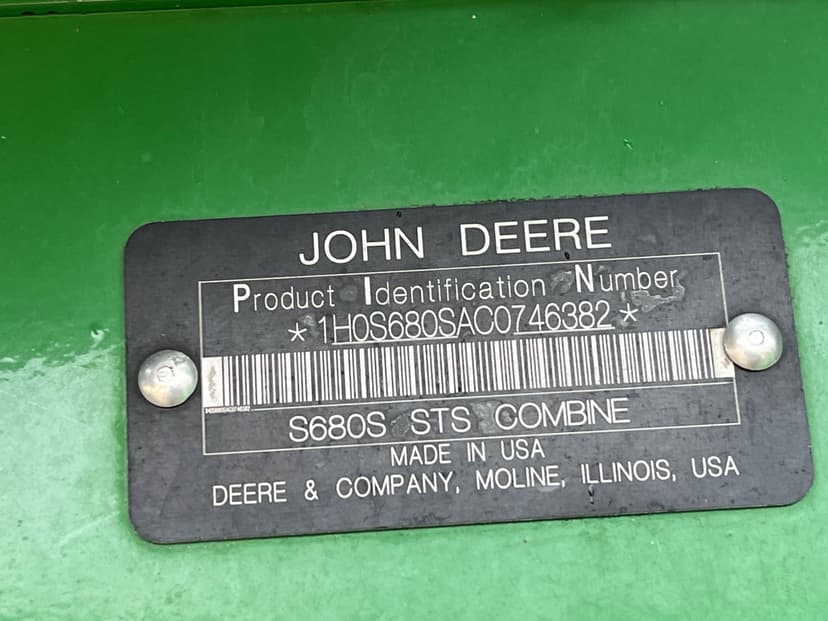 JOHN DEERE
Product Identification Number
*1H0S680SAC0746382*
S680S STS COMBINE
MADE IN USA
DEERE & COMPANY, MOLINE, ILLINOIS, USA